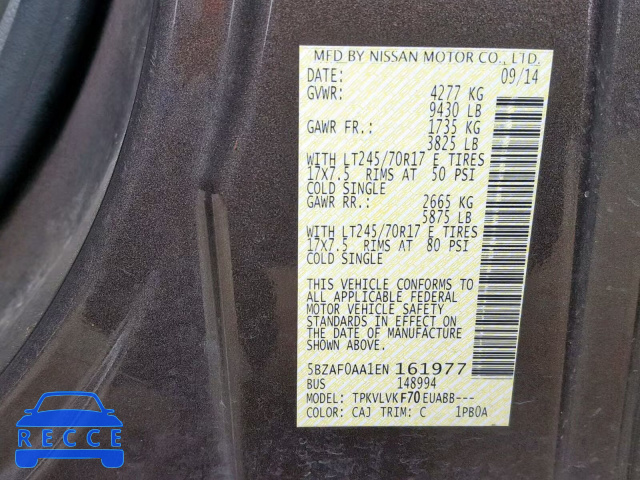 MFD BY NISSAN MOTOR CO., LTD.
DATE: 09/14
GVWR: 4277 KG
9430 LB
GAWR FR.: 1735 KG
3825 LB
WITH LT245/70R17 E TIRES
17X7.5 RIMS AT 50 PSI
COLD SINGLE
GAWR RR.: 2665 KG
5875 LB
WITH LT245/70R17 E TIRES
17X7.5 RIMS AT 80 PSI
COLD SINGLE
THIS VEHICLE CONFORMS TO
ALL APPLICABLE FEDERAL
MOTOR VEHICLE SAFETY
STANDARDS IN EFFECT ON
THE DATE OF MANUFACTURE
SHOWN ABOVE.
5BZAF0AA1EN 161977
BUS 148994
MODEL: TPKVLVKF70EUABB---
COLOR: CAJ TRIM: C 1PB0A
RECCE